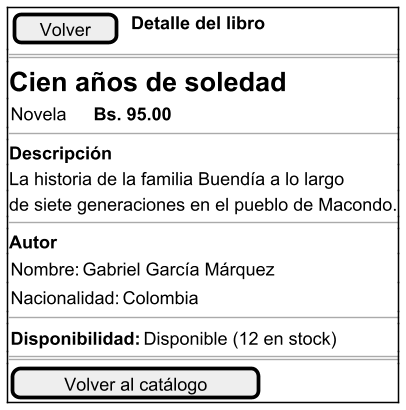 Volver Detalle del libro
Cien años de soledad
Novela Bs. 95.00
Descripción
La historia de la familia Buendía a lo largo
de siete generaciones en el pueblo de Macondo.
Autor
Nombre: Gabriel García Márquez
Nacionalidad: Colombia
Disponibilidad: Disponible (12 en stock)
Volver al catálogo